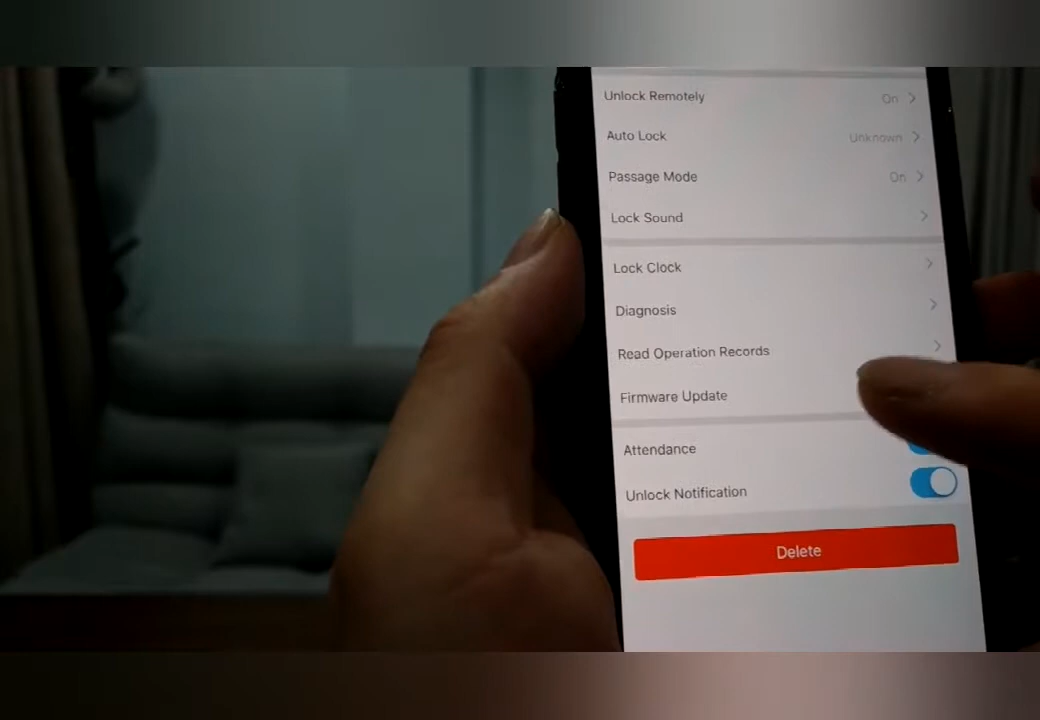 Unlock Remotely On
Auto Lock Unknown
Passage Mode On
Lock Sound
Lock Clock
Diagnosis
Read Operation Records
Firmware Update
Attendance
Unlock Notification
Delete